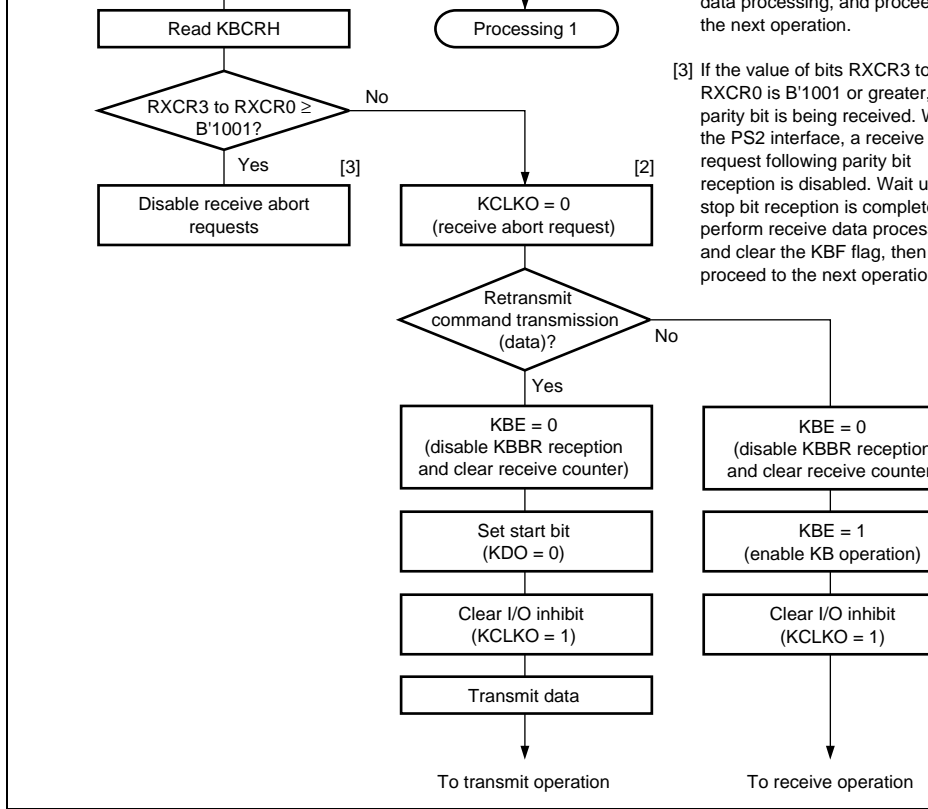 data processing, and
the next operation.
Read KBCRH
Processing 1
RXCR3 to RXCR0 ≥
B'1001?
No
Yes
[3]
Disable receive abort
requests
[3] If the value of bits RXCR3 to
RXCR0 is B'1001 or greater,
parity bit is being received.
the PS2 interface, a receive
request following parity bit
reception is disabled. Wait
stop bit reception is
perform receive data
and clear the KBF flag, then
proceed to the next
[2]
KCLKO = 0
(receive abort request)
Retransmit
command transmission
(data)?
No
Yes
KBE = 0
(disable KBBR reception
and clear receive counter)
Set start bit
(KDO = 0)
Clear I/O inhibit
(KCLKO = 1)
Transmit data
To transmit operation
KBE = 0
(disable KBBR reception
and clear receive counter
KBE = 1
(enable KB operation)
Clear I/O inhibit
(KCLKO = 1)
To receive operation